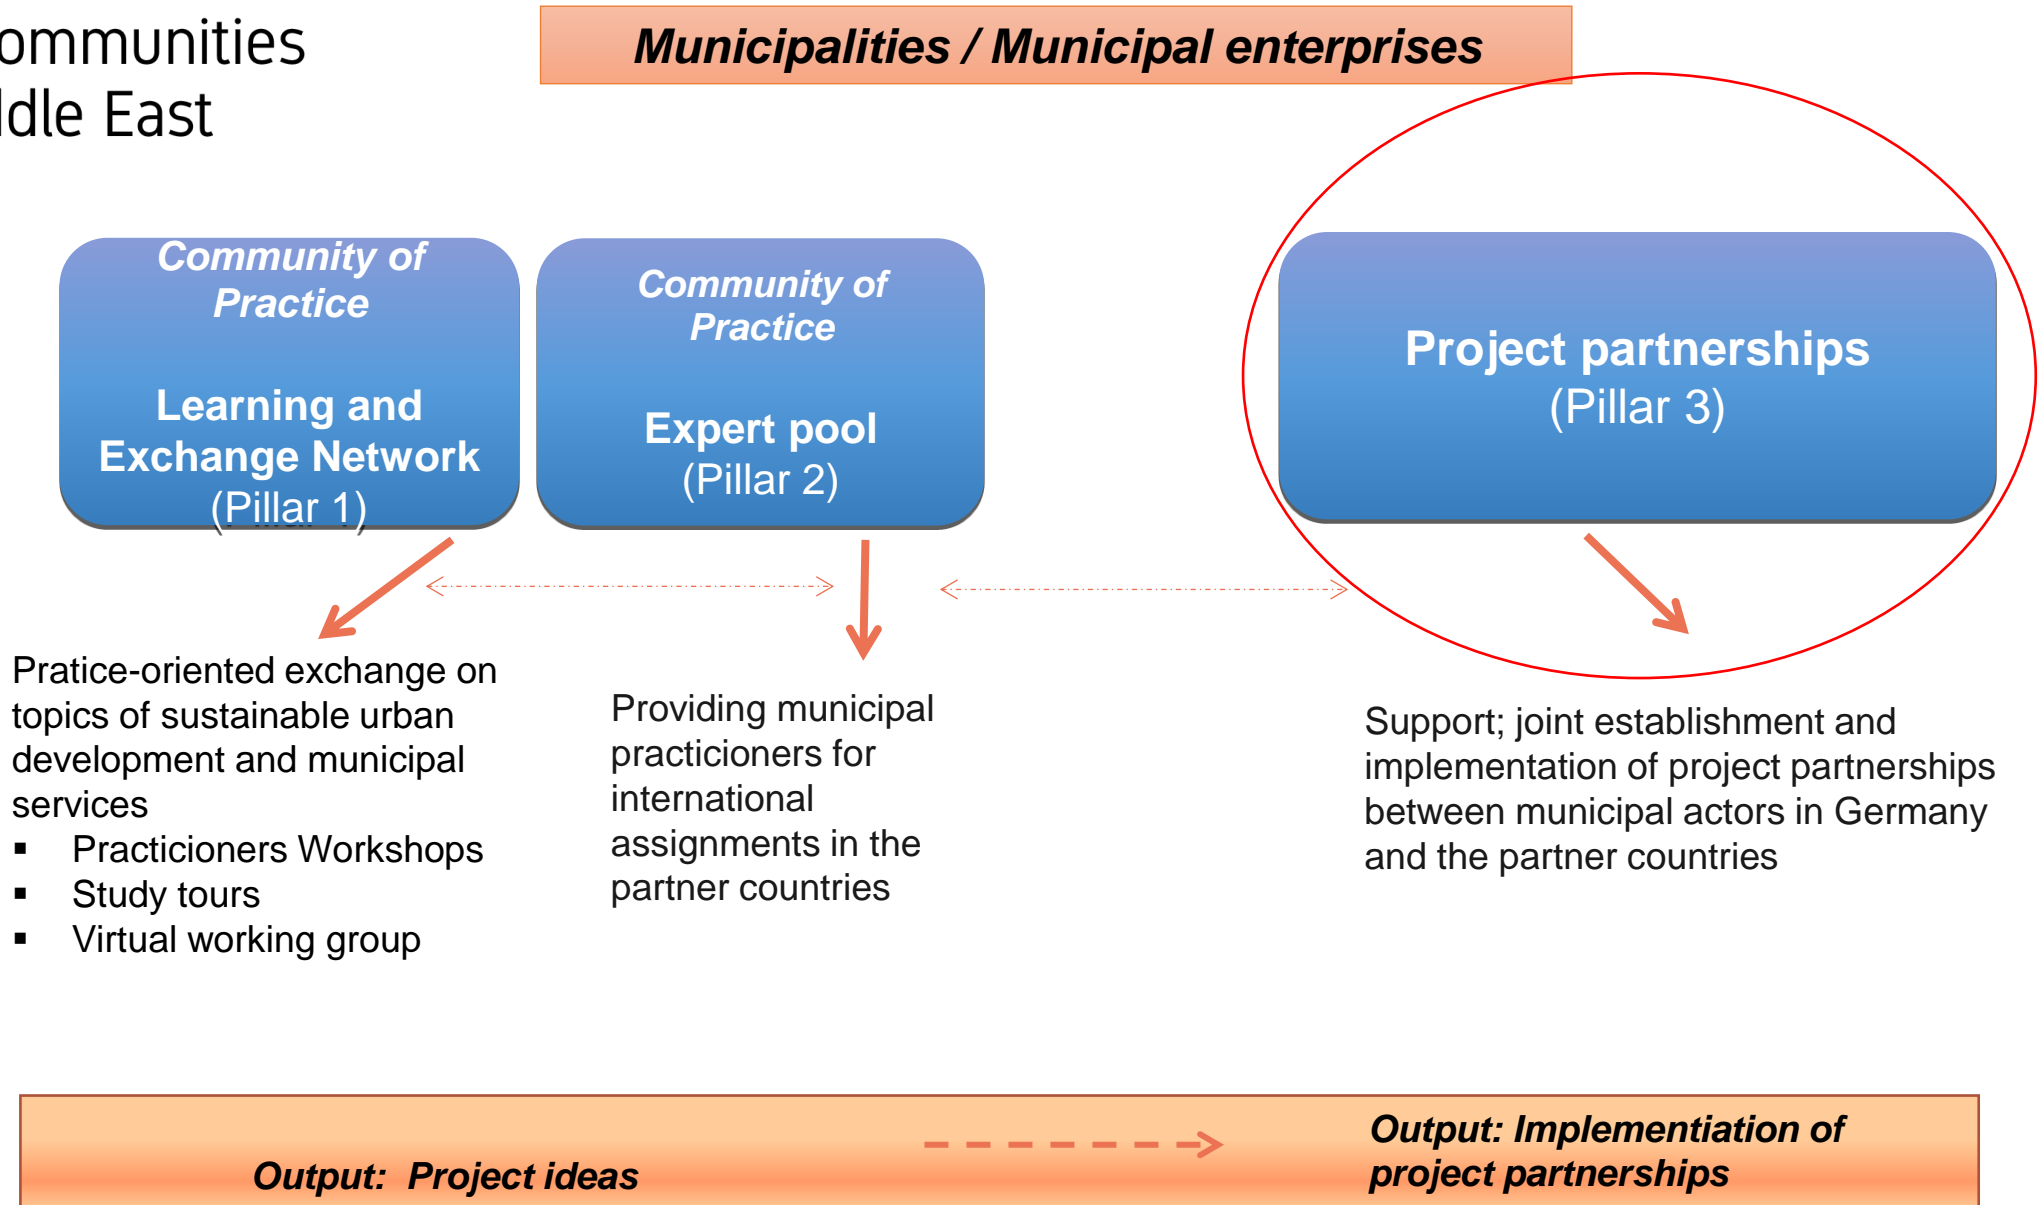 ommunities
ddle East
Municipalities / Municipal enterprises
Community of
Practice
Learning and
Exchange Network
(Pillar 1)
Community of
Practice
Expert pool
(Pillar 2)
Project partnerships
(Pillar 3)
Pratice-oriented exchange on
topics of sustainable urban
development and municipal
services
▪ Practicioners Workshops
▪ Study tours
▪ Virtual working group
Providing municipal
practicioners for
international
assignments in the
partner countries
Support; joint establishment and
implementation of project partnerships
between municipal actors in Germany
and the partner countries
Output: Project ideas
Output: Implementiation of
project partnerships